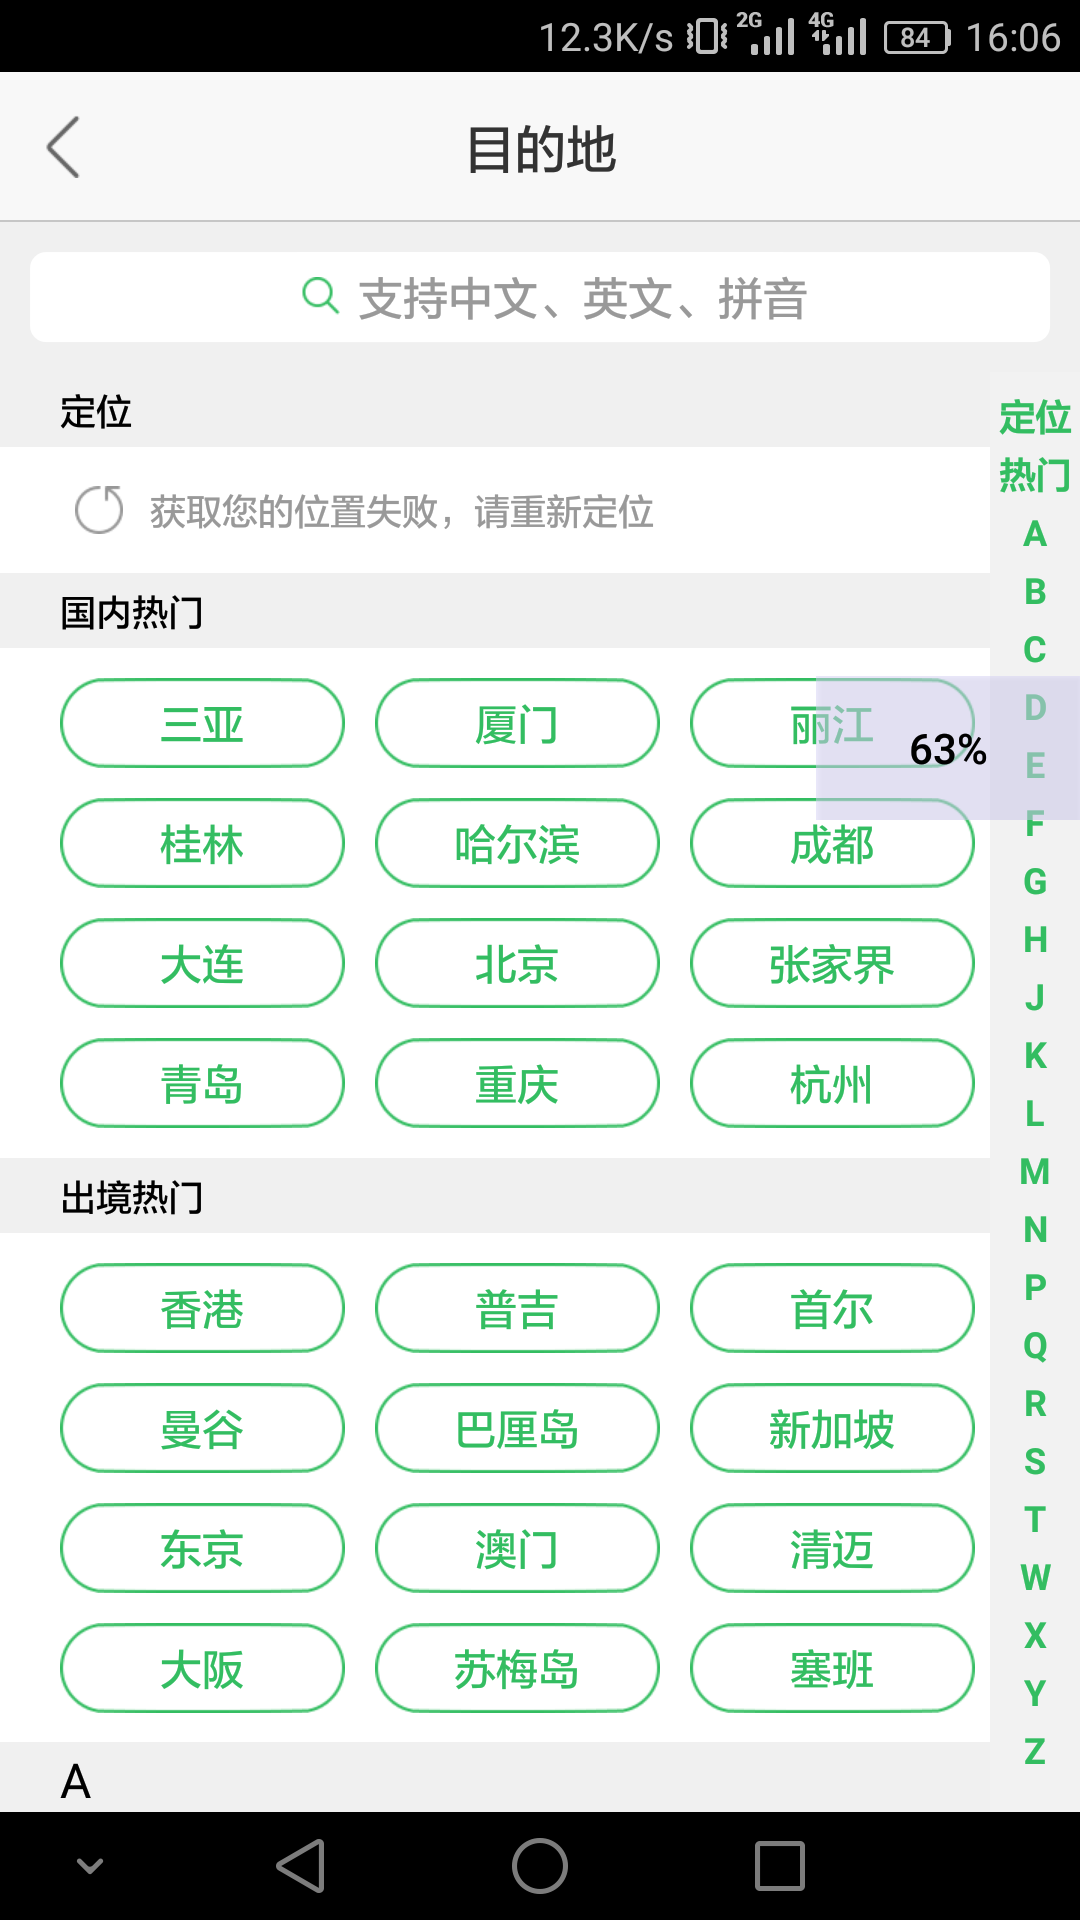 12.3K/s 2G 4G 84 16:06
目的地
支持中文、英文、拼音
定位
获取您的位置失败，请重新定位
国内热门
三亚 厦门 丽江
63%
桂林 哈尔滨 成都
大连 北京 张家界
青岛 重庆 杭州
出境热门
香港 普吉 首尔
曼谷 巴厘岛 新加坡
东京 澳门 清迈
大阪 苏梅岛 塞班
A
定位
热门
A
B
C
D
E
F
G
H
J
K
L
M
N
P
Q
R
S
T
W
X
Y
Z